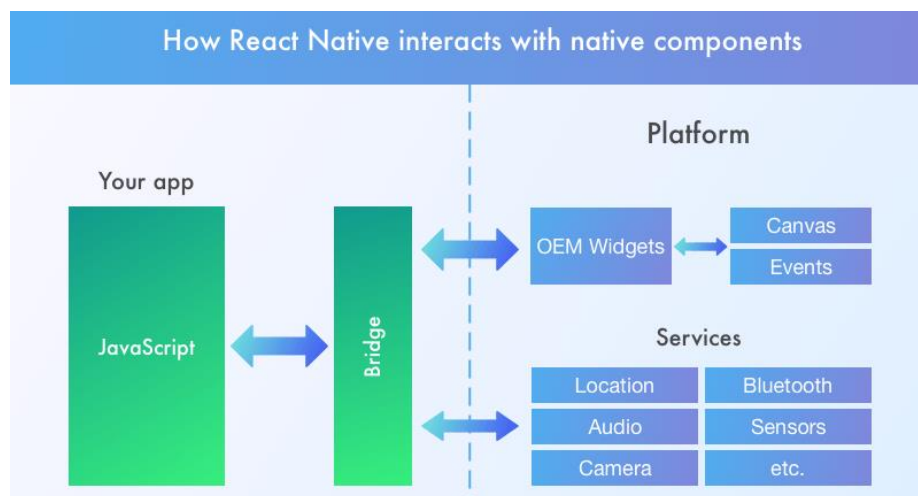 How React Native interacts with native components
Platform
Your app
JavaScript
Bridge
OEM Widgets
Canvas
Events
Services
Location
Bluetooth
Audio
Sensors
Camera
etc.